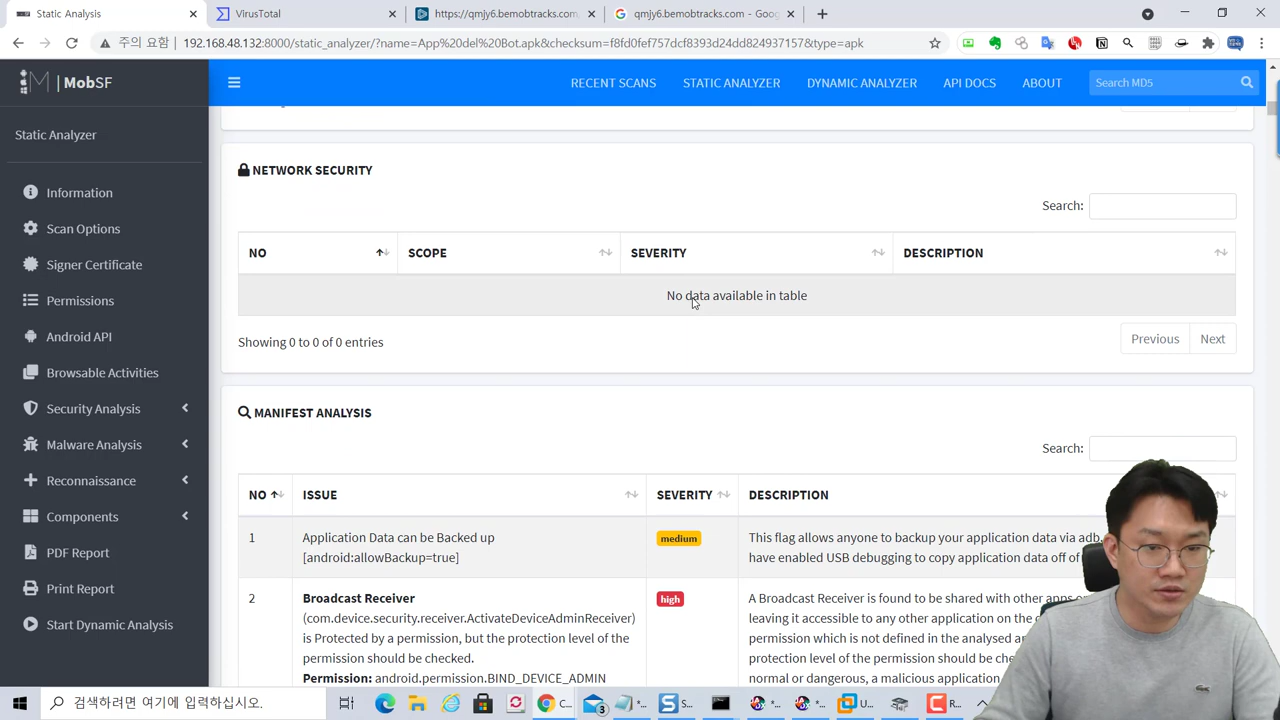 Static Analysis
VirusTotal
https://qmjy6.bemobtracks.com
qmjy6.bemobtracks.com - Goo
주의 요함
192.168.48.132:8000/static_analyzer/?name=App%20del%20Bot.apk&checksum=f8fd0fef757dcf8393d24dd824937157&type=apk
MobSF
RECENT SCANS
STATIC ANALYZER
DYNAMIC ANALYZER
API DOCS
ABOUT
Search MD5
Static Analyzer
Information
Scan Options
Signer Certificate
Permissions
Android API
Browsable Activities
Security Analysis
Malware Analysis
Reconnaissance
Components
PDF Report
Print Report
Start Dynamic Analysis
NETWORK SECURITY
Search:
NO SCOPE SEVERITY DESCRIPTION
No data available in table
Showing 0 to 0 of 0 entries
Previous Next
MANIFEST ANALYSIS
Search:
NO ISSUE SEVERITY DESCRIPTION
1
Application Data can be Backed up
[android:allowBackup=true]
medium
This flag allows anyone to backup your application data via adb.
have enabled USB debugging to copy application data off of
2
Broadcast Receiver
(com.device.security.receiver.ActivateDeviceAdminReceiver)
is Protected by a permission, but the protection level of the
permission should be checked.
Permission: android.permission.BIND_DEVICE_ADMIN
high
A Broadcast Receiver is found to be shared with other apps on
leaving it accessible to any other application on the
permission which is not defined in the analysed
protection level of the permission should be
normal or dangerous, a malicious application
검색하려면 여기에 입력하십시오.